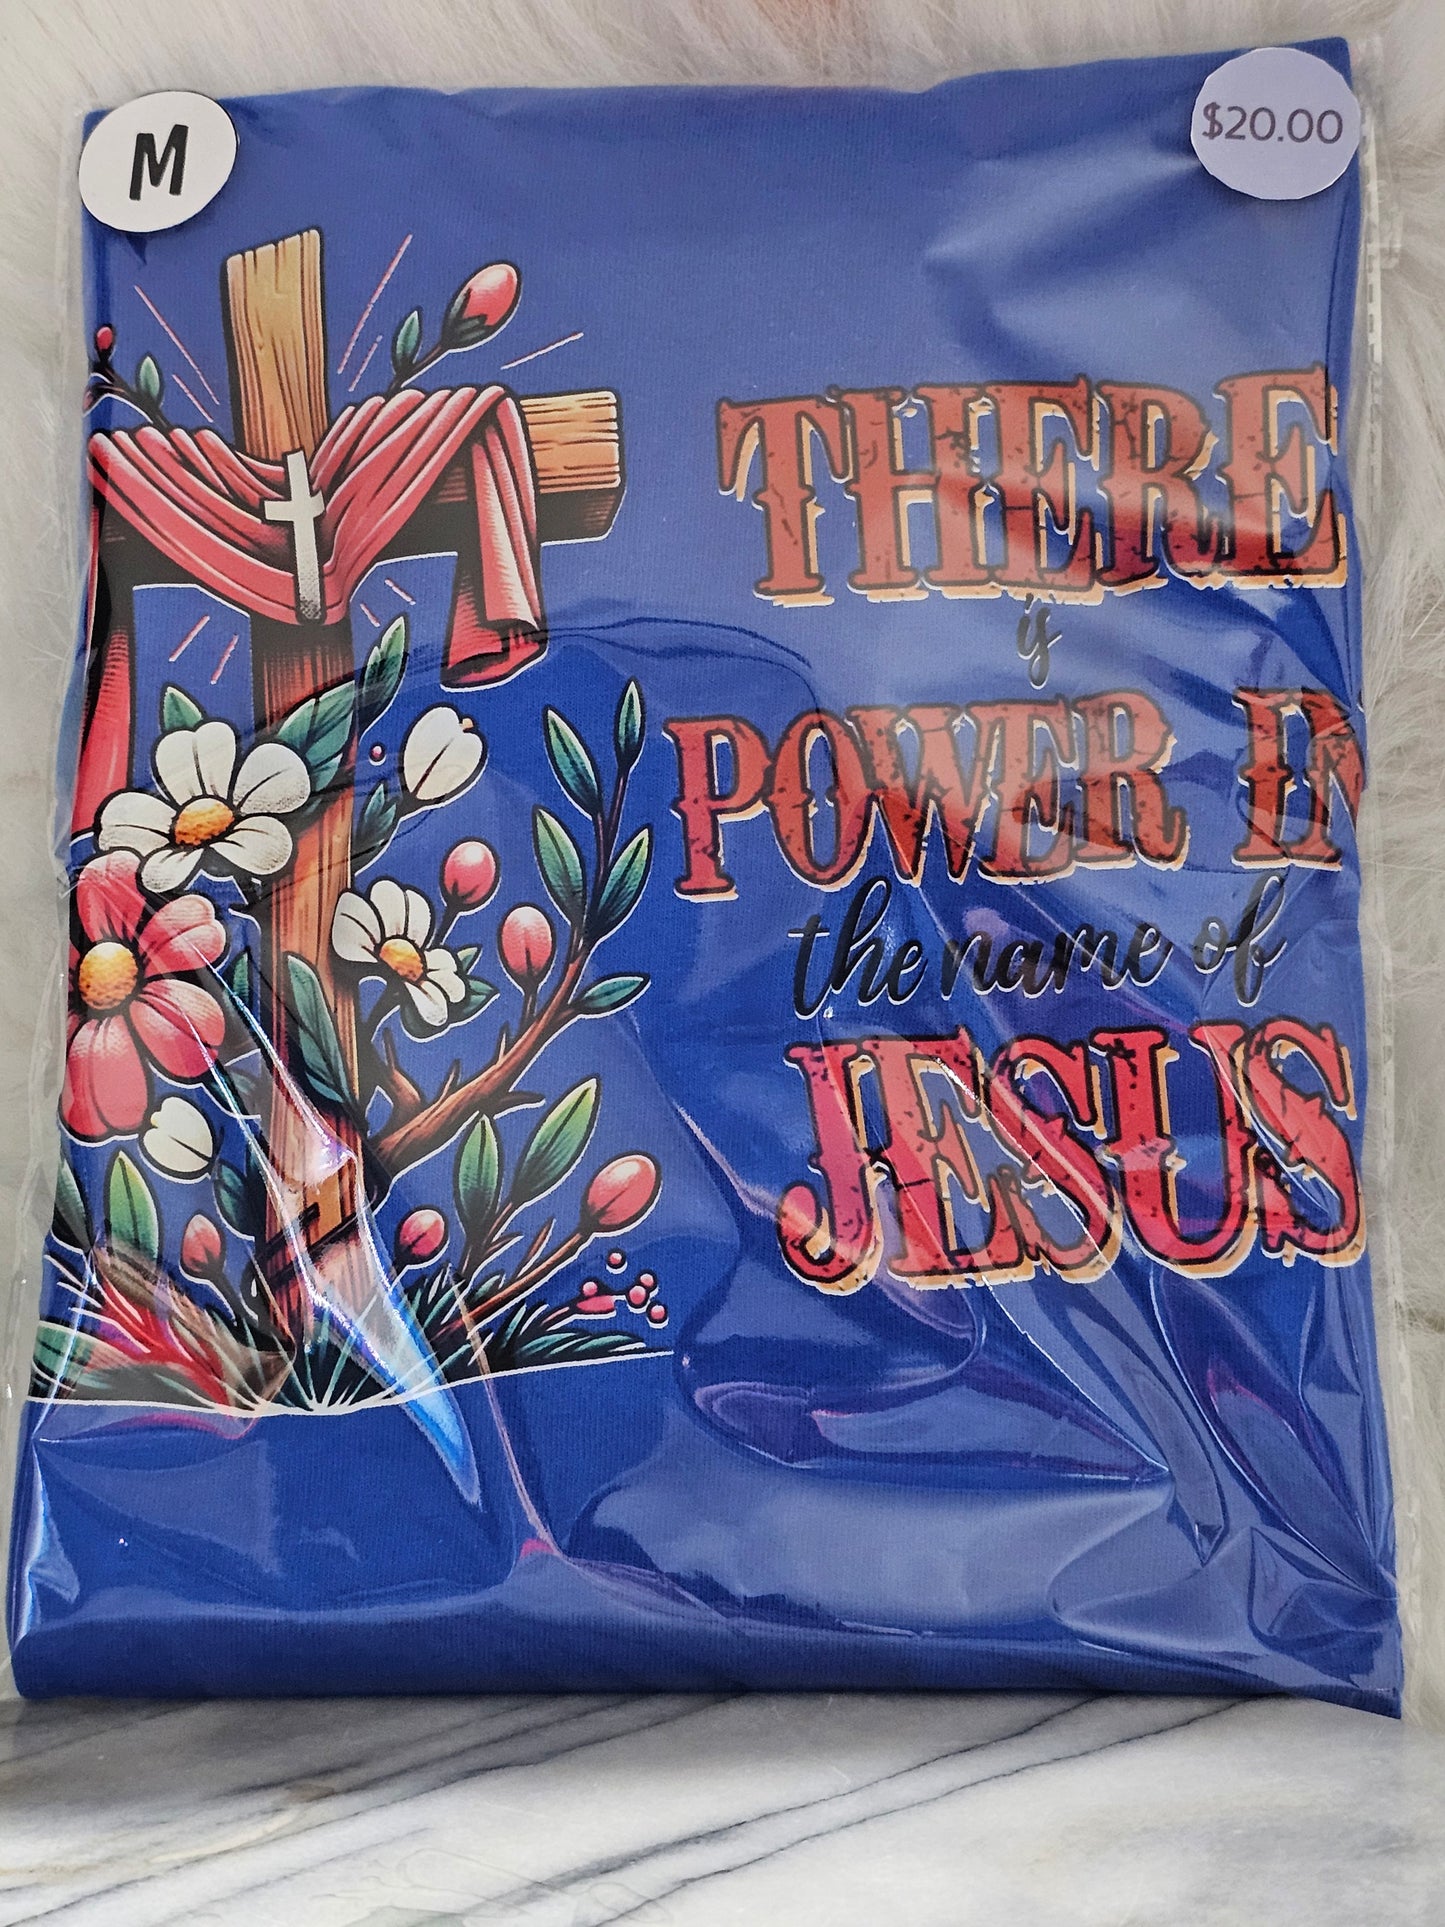 M
$20.00
THERE
is
POWER IN
the name of
JESUS